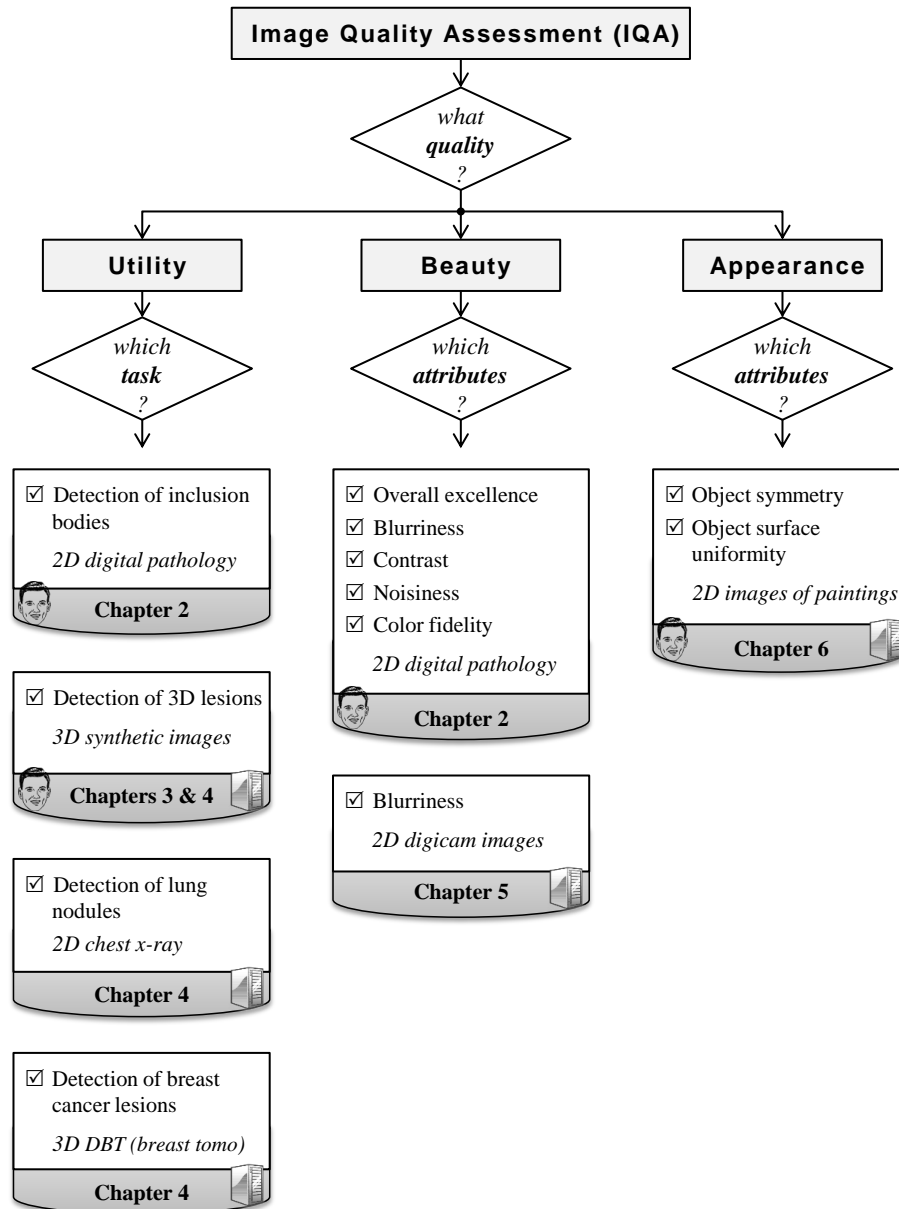 Image Quality Assessment (IQA)
what
quality
?
Utility
Beauty
Appearance
which
task
?
which
attributes
?
which
attributes
?
☑ Detection of inclusion
bodies
2D digital pathology
Chapter 2
☑ Detection of 3D lesions
3D synthetic images
Chapters 3 & 4
☑ Detection of lung
nodules
2D chest x-ray
Chapter 4
☑ Detection of breast
cancer lesions
3D DBT (breast tomo)
Chapter 4
☑ Overall excellence
☑ Blurriness
☑ Contrast
☑ Noisiness
☑ Color fidelity
2D digital pathology
Chapter 2
☑ Blurriness
2D digicam images
Chapter 5
☑ Object symmetry
☑ Object surface
uniformity
2D images of paintings
Chapter 6